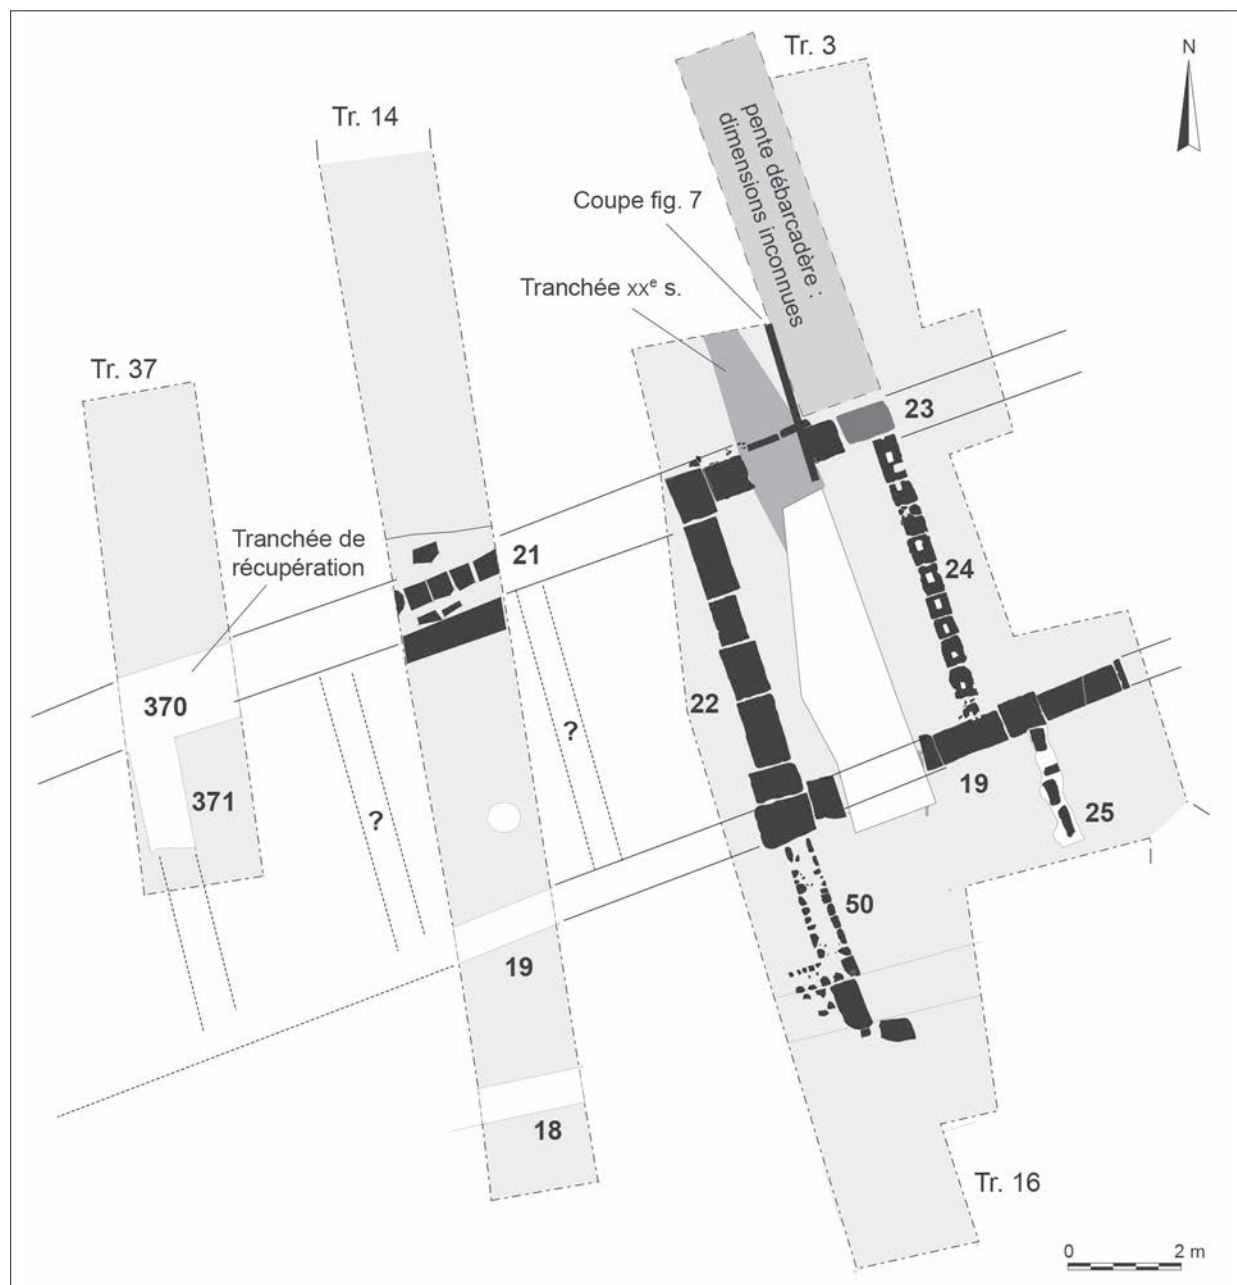 Tr. 3
N
Tr. 14
pente débarcadère :
dimensions inconnues
Coupe fig. 7
Tranchée XXᵉ s.
Tr. 37
23
Tranchée de
récupération
21
24
370
22
?
371
?
19
25
50
19
18
Tr. 16
0 2 m